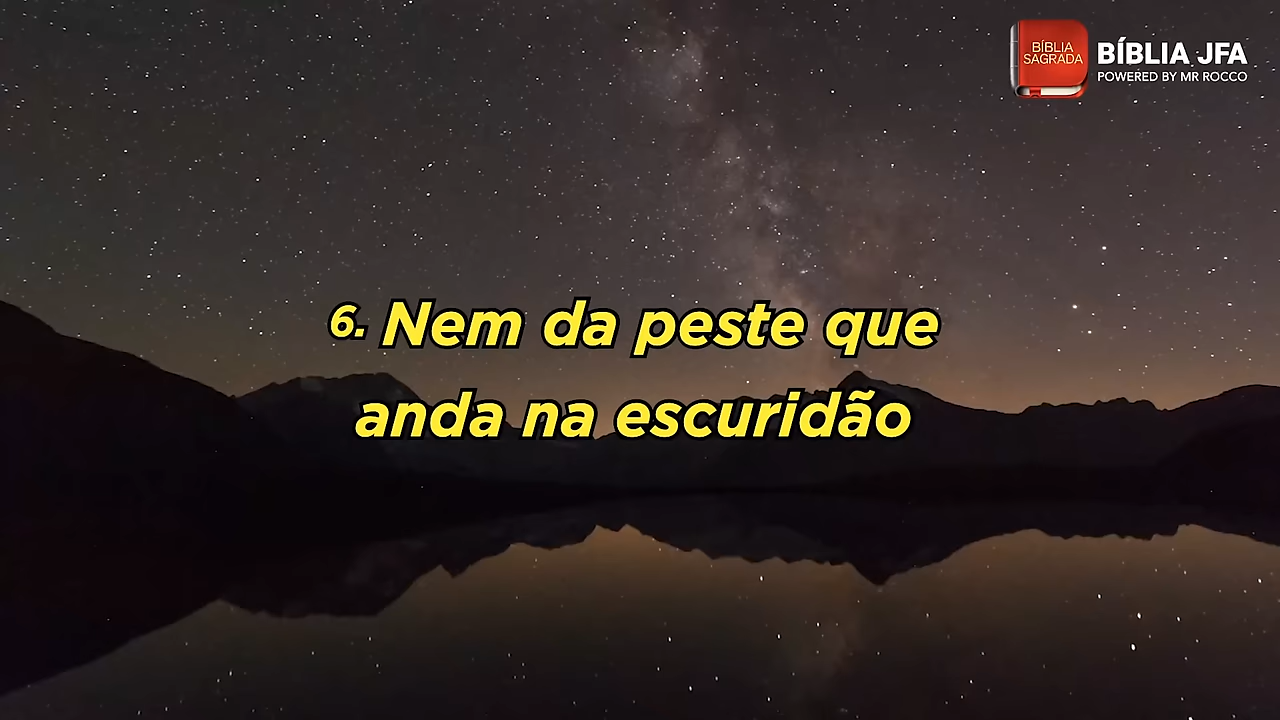 BÍBLIA
SAGRADA
BÍBLIA JFA
POWERED BY MR ROCCO
6. Nem da peste que
anda na escuridão